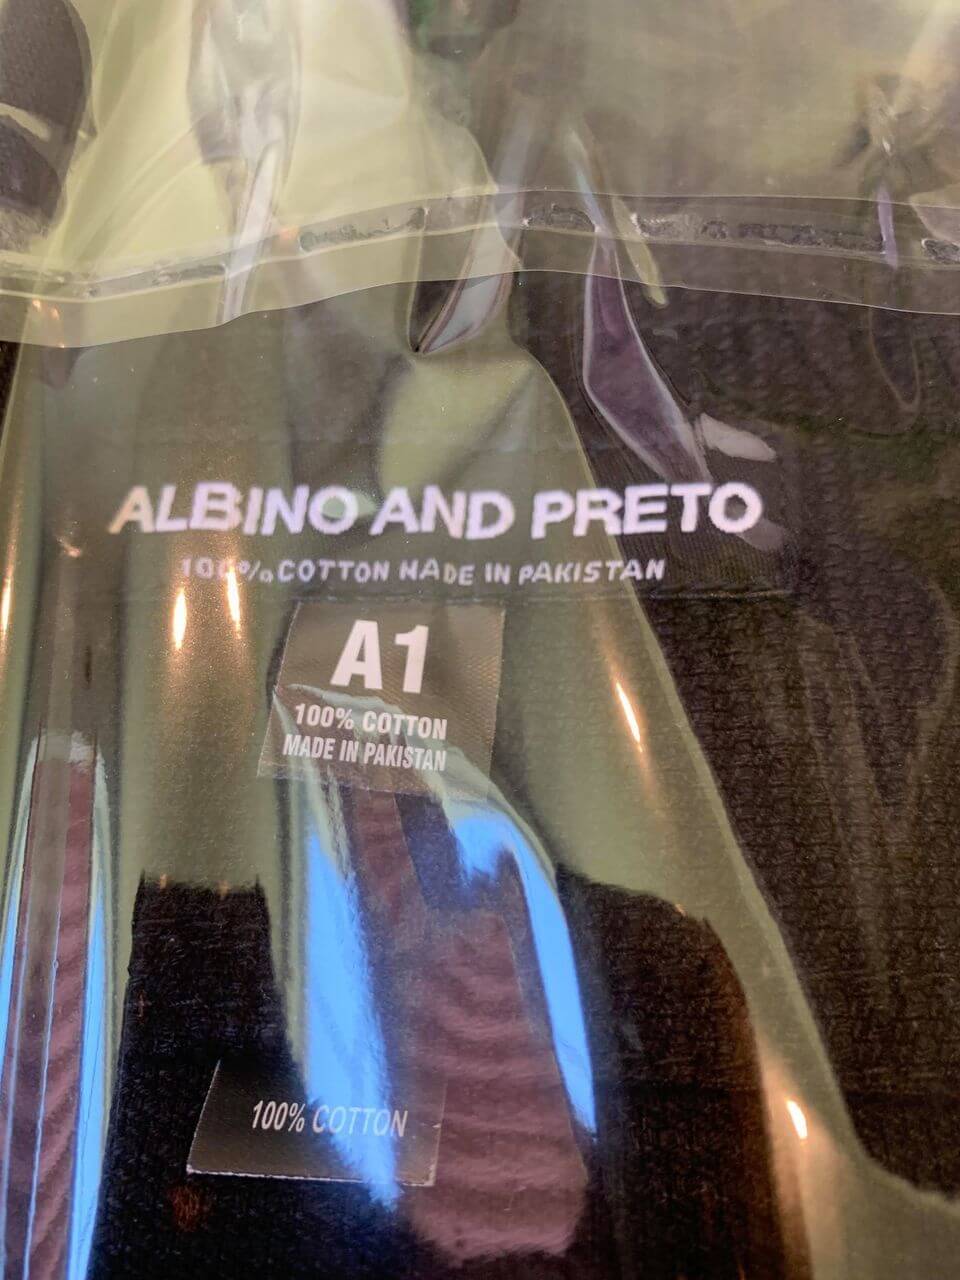 ALBINO AND PRETO
100% COTTON MADE IN PAKISTAN
A1
100% COTTON
MADE IN PAKISTAN
100% COTTON